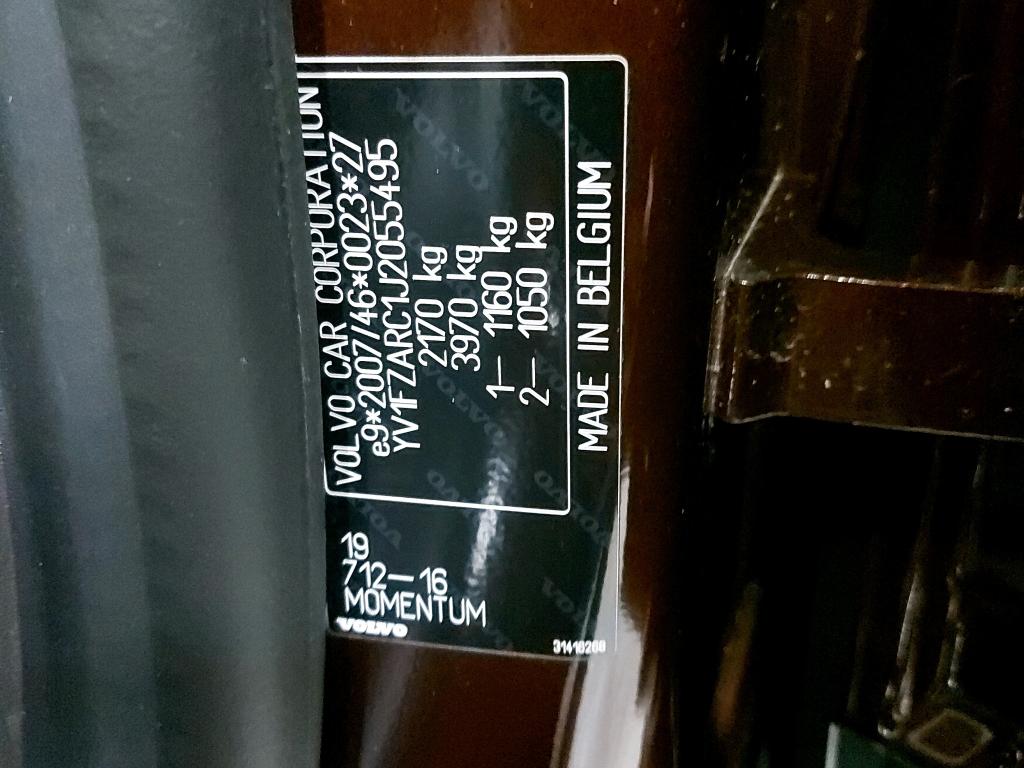 VOLVO CAR CORPORATION
e9*2007/46*0023*27
YV1FZARC1J2055495
2170 kg
3970 kg
1— 1160 kg
2— 1050 kg
MADE IN BELGIUM
19
712—16
MOMENTUM
VOLVO
31410260